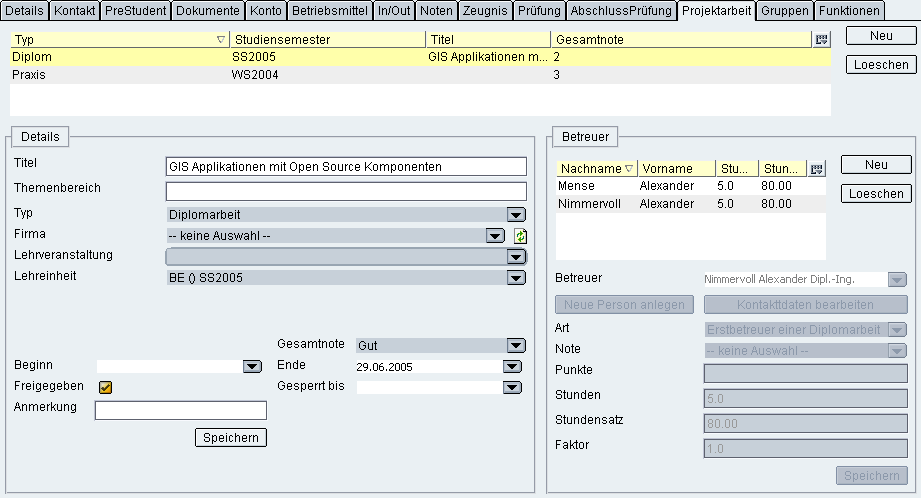 Details Kontakt PreStudent Dokumente Konto Betriebsmittel In/Out Noten Zeugnis Prüfung AbschlussPrüfung Projektarbeit Gruppen Funktionen
Typ Studiensemester Titel Gesamtnote
Diplom SS2005 GIS Applikationen m... 2
Praxis WS2004 3
Neu
Loeschen
Details
Titel GIS Applikationen mit Open Source Komponenten
Themenbereich
Typ Diplomarbeit
Firma -- keine Auswahl --
Lehrveranstaltung
Lehreinheit BE () SS2005
Gesamtnote Gut
Beginn Ende 29.06.2005
Freigegeben Gesperrt bis
Anmerkung
Speichern
Betreuer
Nachname Vorname Stu... Stun...
Mense Alexander 5.0 80.00
Nimmervoll Alexander 5.0 80.00
Neu
Loeschen
Betreuer Nimmervoll Alexander Dipl.-Ing.
Neue Person anlegen Kontakttdaten bearbeiten
Art Erstbetreuer einer Diplomarbeit
Note -- keine Auswahl --
Punkte
Stunden 5.0
Stundensatz 80.00
Faktor 1.0
Speichern